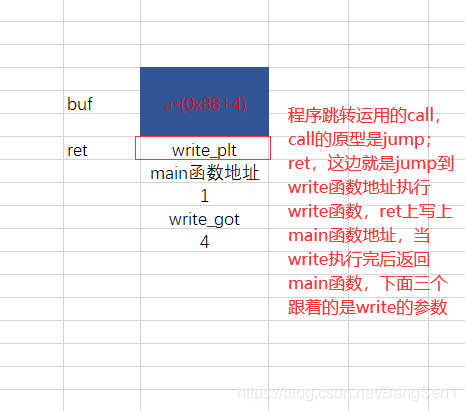 buf
a*(0x88+4)
ret
write_plt
main函数地址
1
write_got
4
程序跳转运用的call,
call的原型是jump；
ret，这边就是jump到
write函数地址执行
write函数，ret上写上
main函数地址，当
write执行完后返回
main函数，下面三个
跟着的是write的参数
https://blog.csdn.net/BangSen1